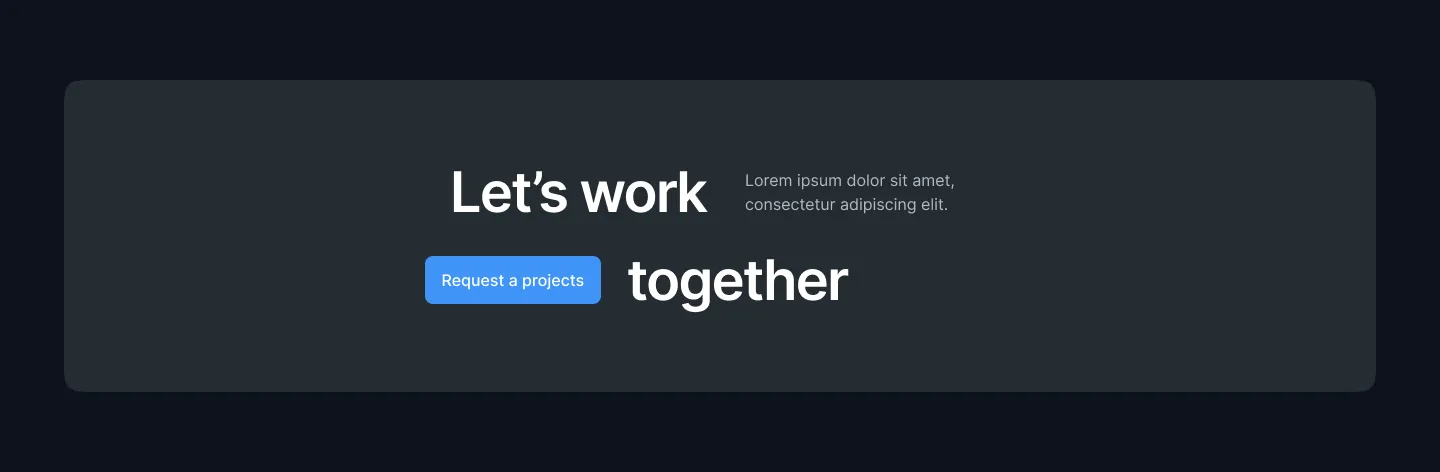 Let’s work
Lorem ipsum dolor sit amet,
consectetur adipiscing elit.
Request a projects
together